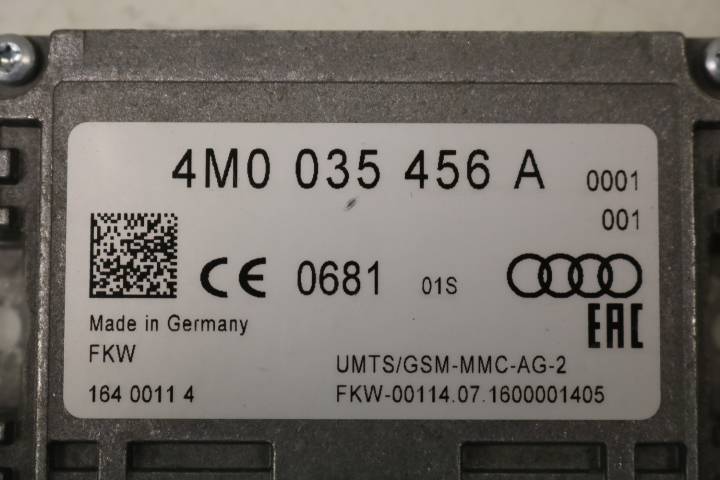 4M0 035 456 A 0001
001
CE 0681 01S
EAC
Made in Germany
FKW
UMTS/GSM-MMC-AG-2
164 0011 4
FKW-00114.07.1600001405